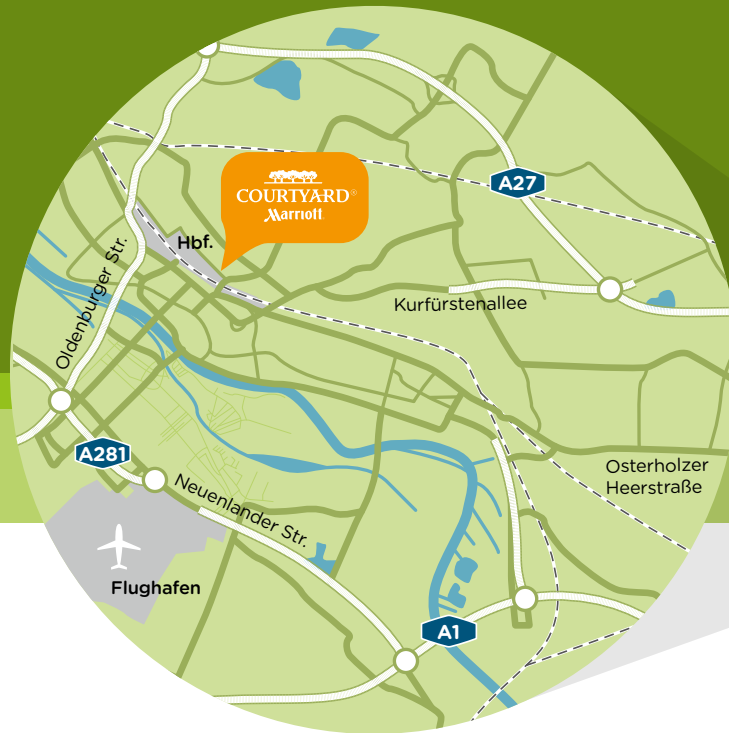 A27
COURTYARD®
Marriott
Hbf.
Oldenburger Str.
Kurfürstenallee
A281
Osterholzer
Heerstraße
Neuenlander Str.
Flughafen
A1